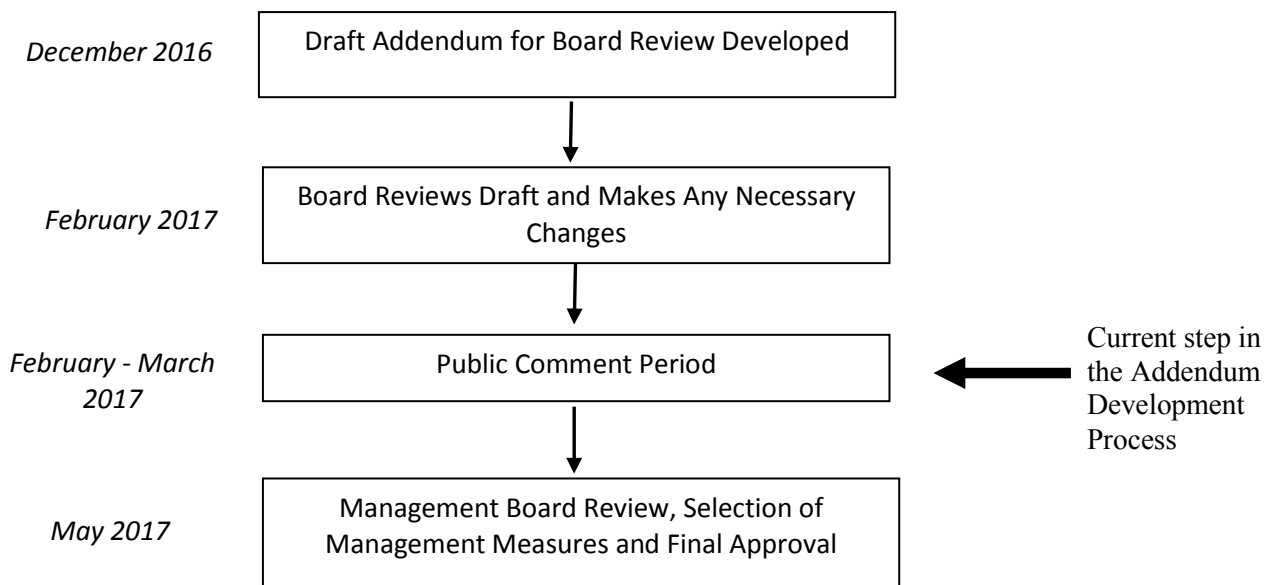 December 2016
Draft Addendum for Board Review Developed
February 2017
Board Reviews Draft and Makes Any Necessary
Changes
February - March
2017
Public Comment Period
Current step in
the Addendum
Development
Process
May 2017
Management Board Review, Selection of
Management Measures and Final Approval